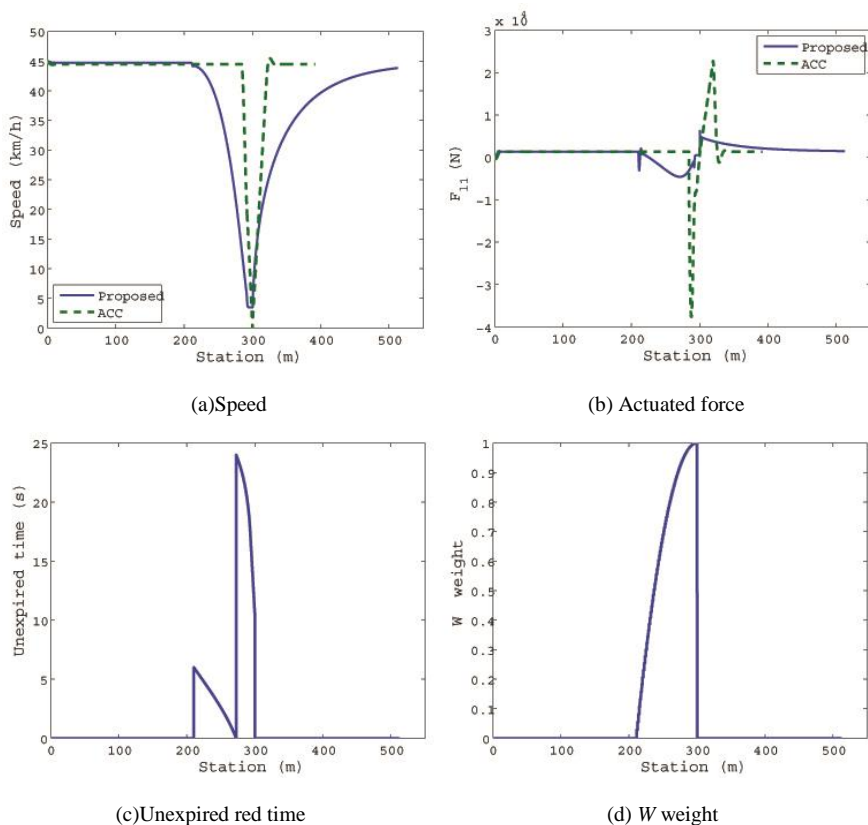 50
45
40
35
30
25
20
15
10
5
0
Speed (km/h)
Proposed
ACC
0 100 200 300 400 500
Station (m)
(a)Speed
x 10⁴
3
2
1
0
-1
-2
-3
-4
F₁₁ (N)
Proposed
ACC
0 100 200 300 400 500
Station (m)
(b) Actuated force
25
20
15
10
5
0
Unexpired time (s)
0 100 200 300 400 500
Station (m)
(c)Unexpired red time
1
0.9
0.8
0.7
0.6
0.5
0.4
0.3
0.2
0.1
0
W weight
0 100 200 300 400 500
Station (m)
(d) W weight